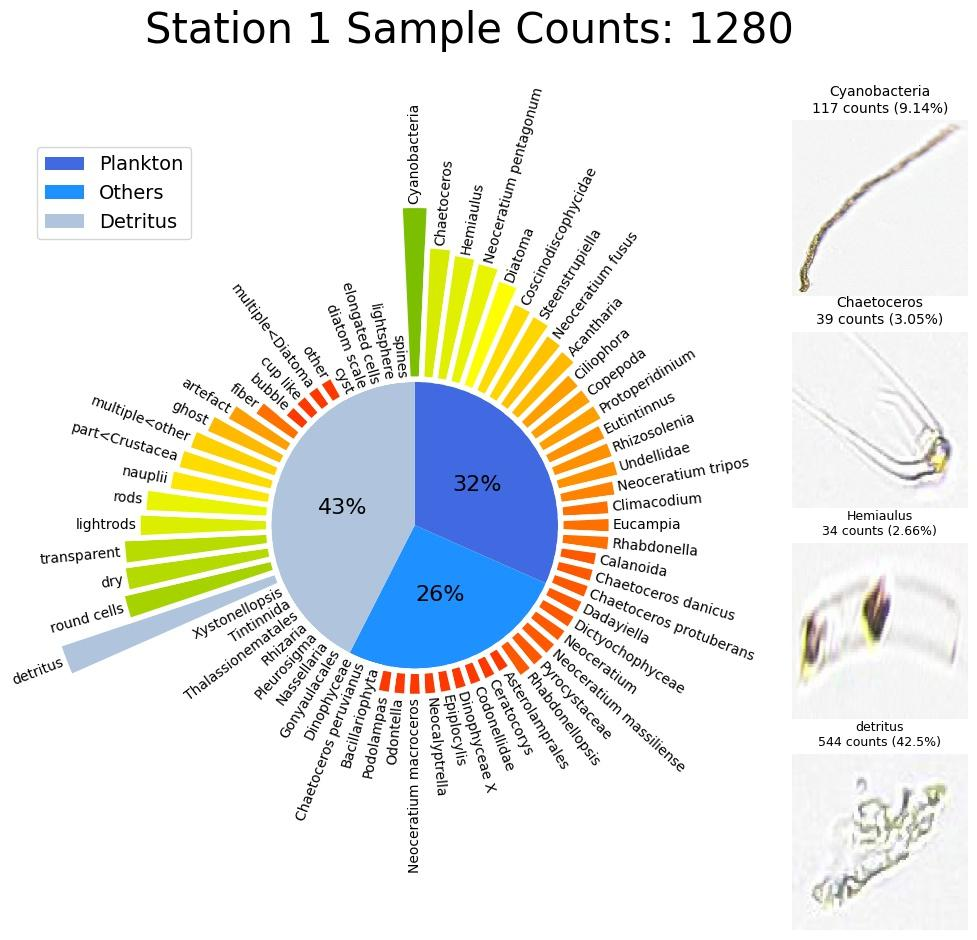 Station 1 Sample Counts: 1280
Plankton
Others
Detritus
Cyanobacteria
Chaetoceros
Hemiaulus
Neoceratium pentagonum
Diatoma
Coscinodiscophycidae
Steenstrupiella
Neoceratium fusus
Acantharia
Ciliophora
Copepoda
Protoperidinium
Eutintinnus
Rhizosolenia
Undellidae
Neoceratium tripos
Climacodium
Eucampia
Rhabdonella
Calanoida
Chaetoceros danicus
Chaetoceros protuberans
Dadayiella
Dictyochophyceae
Neoceratium
Neoceratium massiliense
Pyrocystaceae
Rhabdonellopsis
Asterolamprales
Ceratocorys
Codonellidae
Dinophyceae X
Epiplocylis
Neocalyptrella
Neoceratium macroceros
Odontella
Podolampas
Bacillariophyta
Chaetoceros peruvianus
Dinophyceae
Gonyaulacales
Nassellaria
Pleurosigma
Rhizaria
Thalassionematales
Tintinnida
Xystonellopsis
detritus
round cells
dry
transparent
lightrods
rods
nauplii
part<Crustacea
multiple<other
ghost
artefact
fiber
bubble
cup like
multiple<Diatoma
other
cyst
diatom scale
elongated cells
lightsphere
spines
32%
43%
26%
Cyanobacteria
117 counts (9.14%)
Chaetoceros
39 counts (3.05%)
Hemiaulus
34 counts (2.66%)
detritus
544 counts (42.5%)